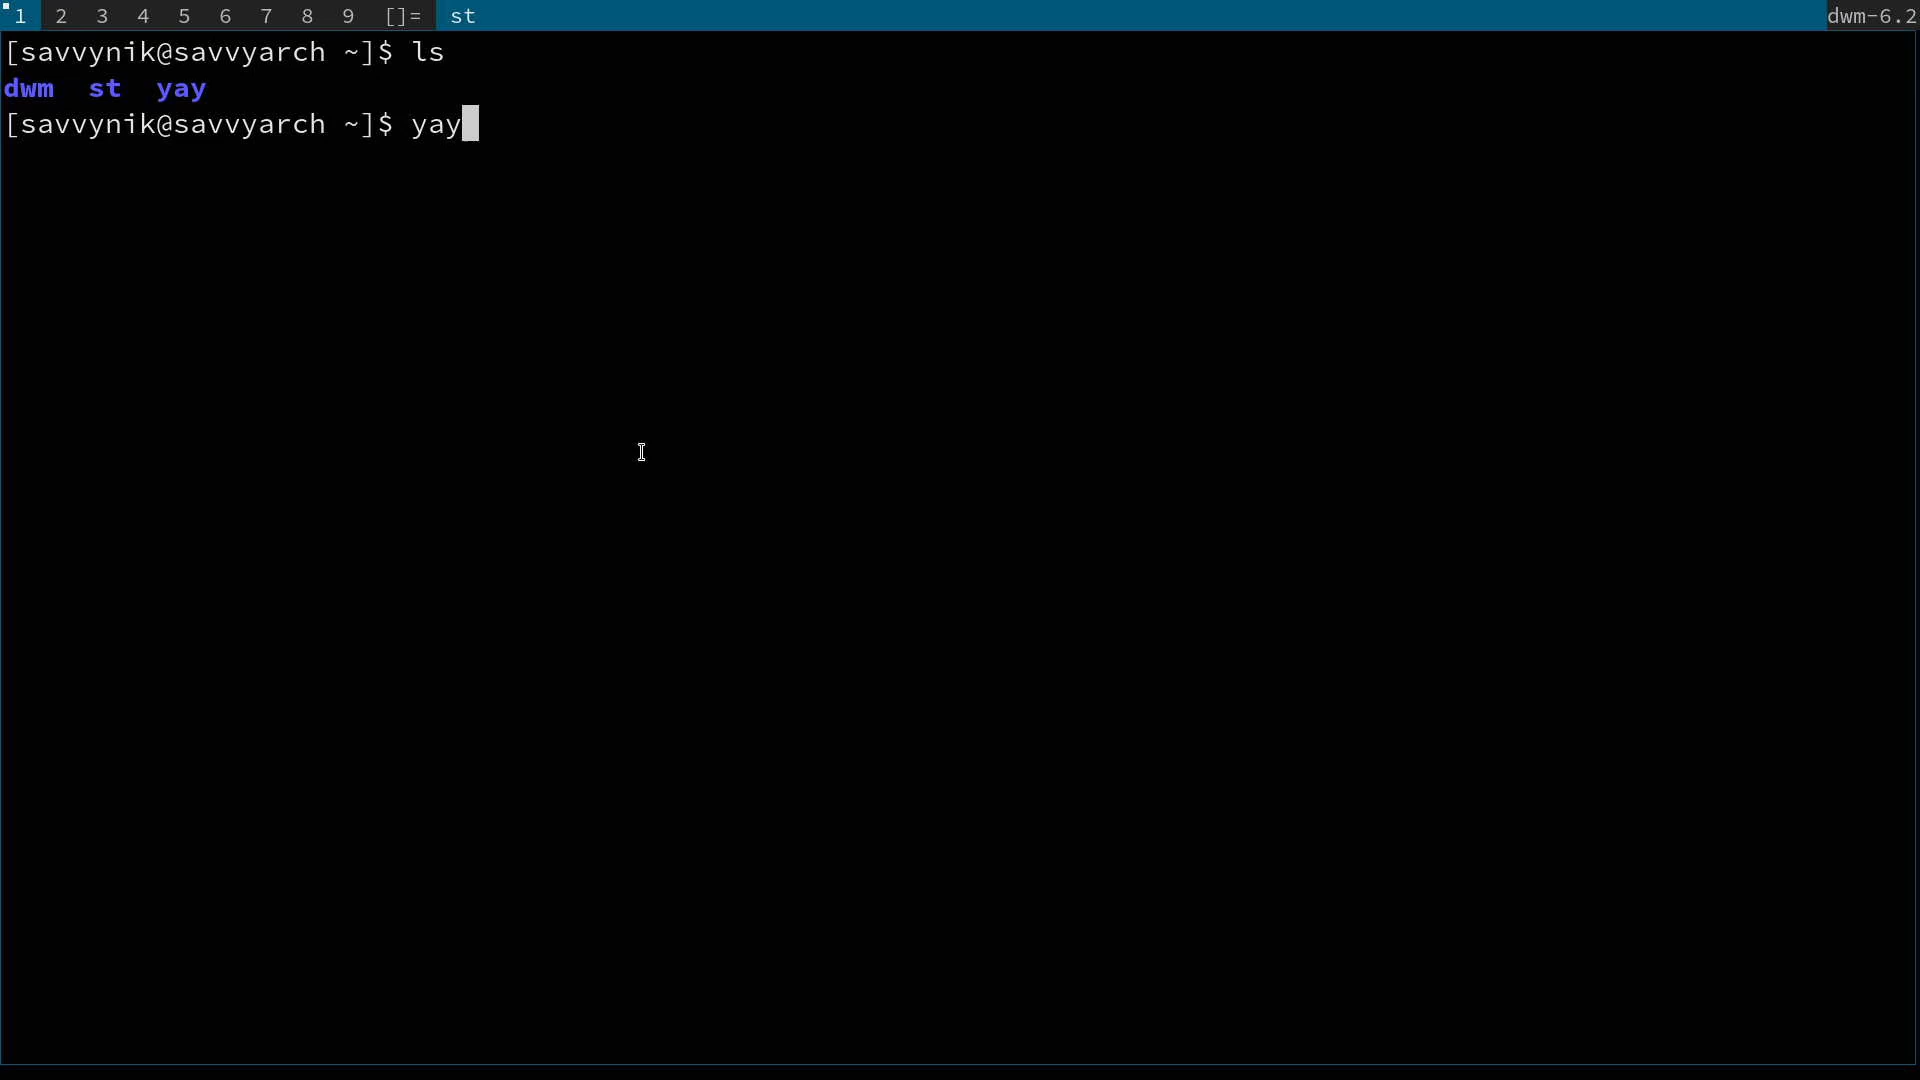 1 2 3 4 5 6 7 8 9 []= st dwm-6.2
[savvynik@savvyarch ~]$ ls
dwm st yay
[savvynik@savvyarch ~]$ yay